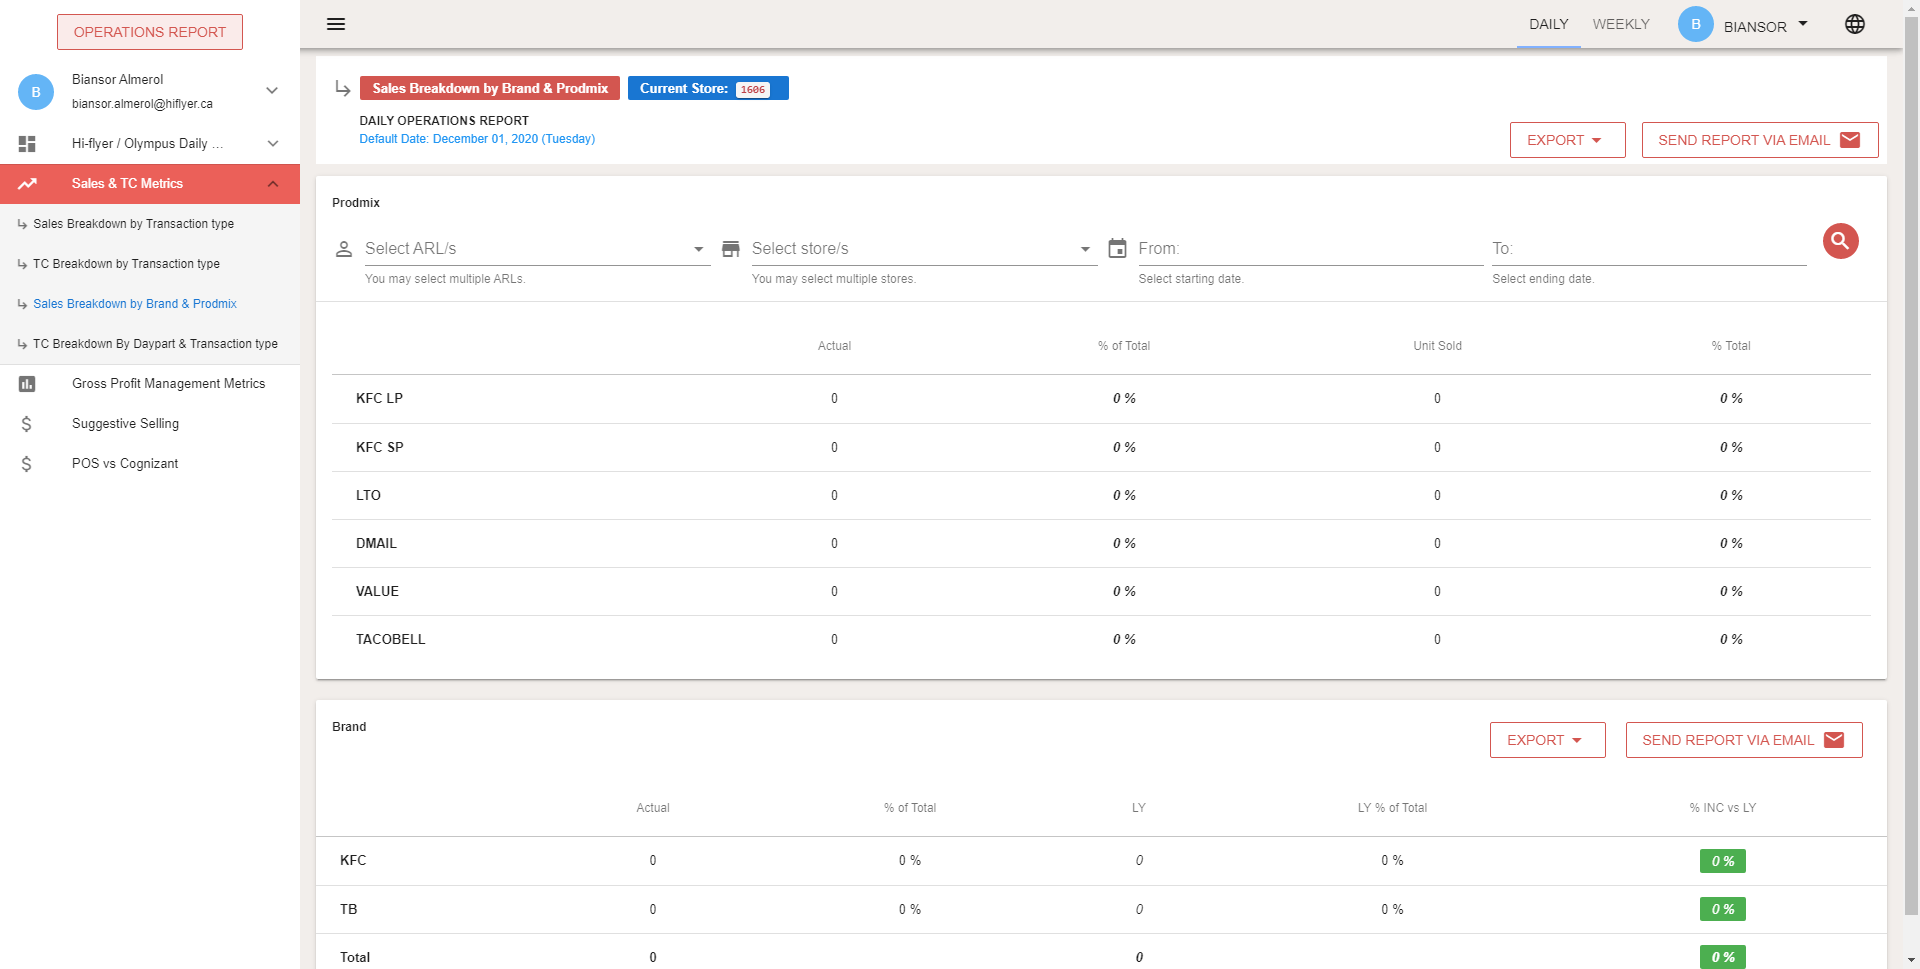 OPERATIONS REPORT
DAILY
WEEKLY
B
BIANSOR
B
Biansor Almerol
biansor.almerol@hiflyer.ca
Hi-flyer / Olympus Daily ...
Sales & TC Metrics
Sales Breakdown by Transaction type
TC Breakdown by Transaction type
Sales Breakdown by Brand & Prodmix
TC Breakdown By Daypart & Transaction type
Gross Profit Management Metrics
Suggestive Selling
POS vs Cognizant
Sales Breakdown by Brand & Prodmix
Current Store: 1606
DAILY OPERATIONS REPORT
Default Date: December 01, 2020 (Tuesday)
EXPORT
SEND REPORT VIA EMAIL
Prodmix
Select ARL/s
Select store/s
From:
To:
You may select multiple ARLs.
You may select multiple stores.
Select starting date.
Select ending date.
Actual % of Total Unit Sold % Total
KFC LP 0 0 % 0 0 %
KFC SP 0 0 % 0 0 %
LTO 0 0 % 0 0 %
DMAIL 0 0 % 0 0 %
VALUE 0 0 % 0 0 %
TACOBELL 0 0 % 0 0 %
Brand
EXPORT
SEND REPORT VIA EMAIL
Actual % of Total LY LY % of Total % INC vs LY
KFC 0 0 % 0 0 % 0 %
TB 0 0 % 0 0 % 0 %
Total 0 0 0 %